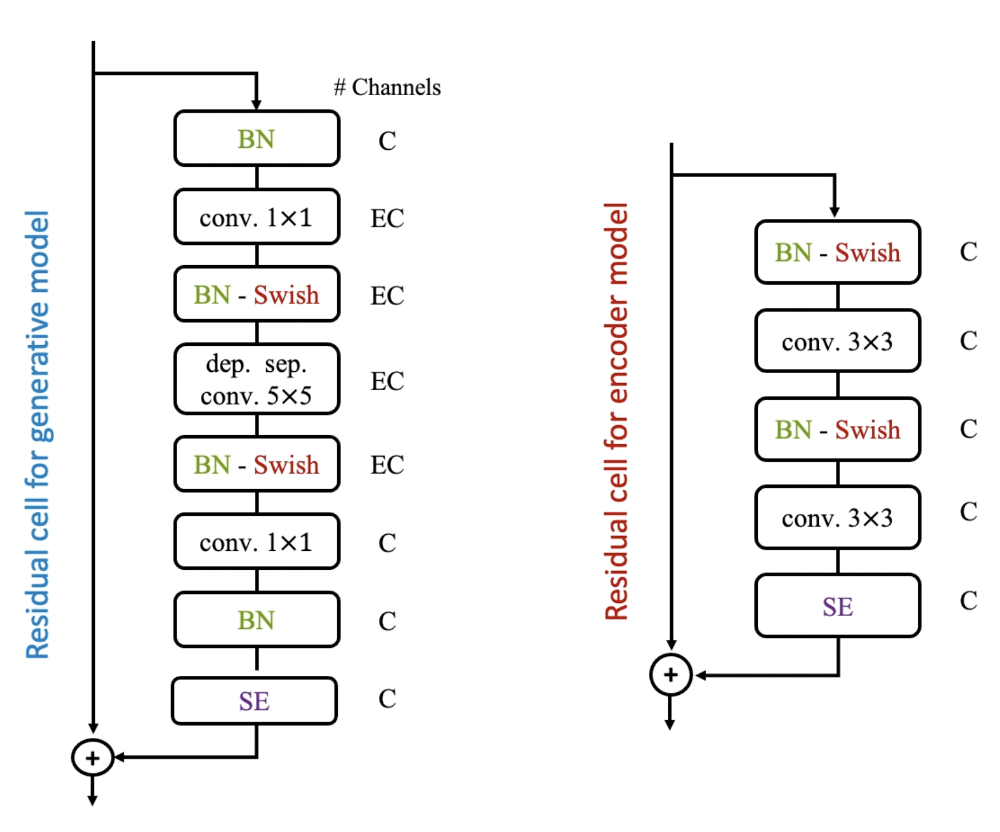 Residual cell for generative model
# Channels
BN C
conv. 1×1 EC
BN - Swish EC
dep. sep.
conv. 5×5 EC
BN - Swish EC
conv. 1×1 C
BN C
SE C
+
Residual cell for encoder model
BN - Swish C
conv. 3×3 C
BN - Swish C
conv. 3×3 C
SE C
+